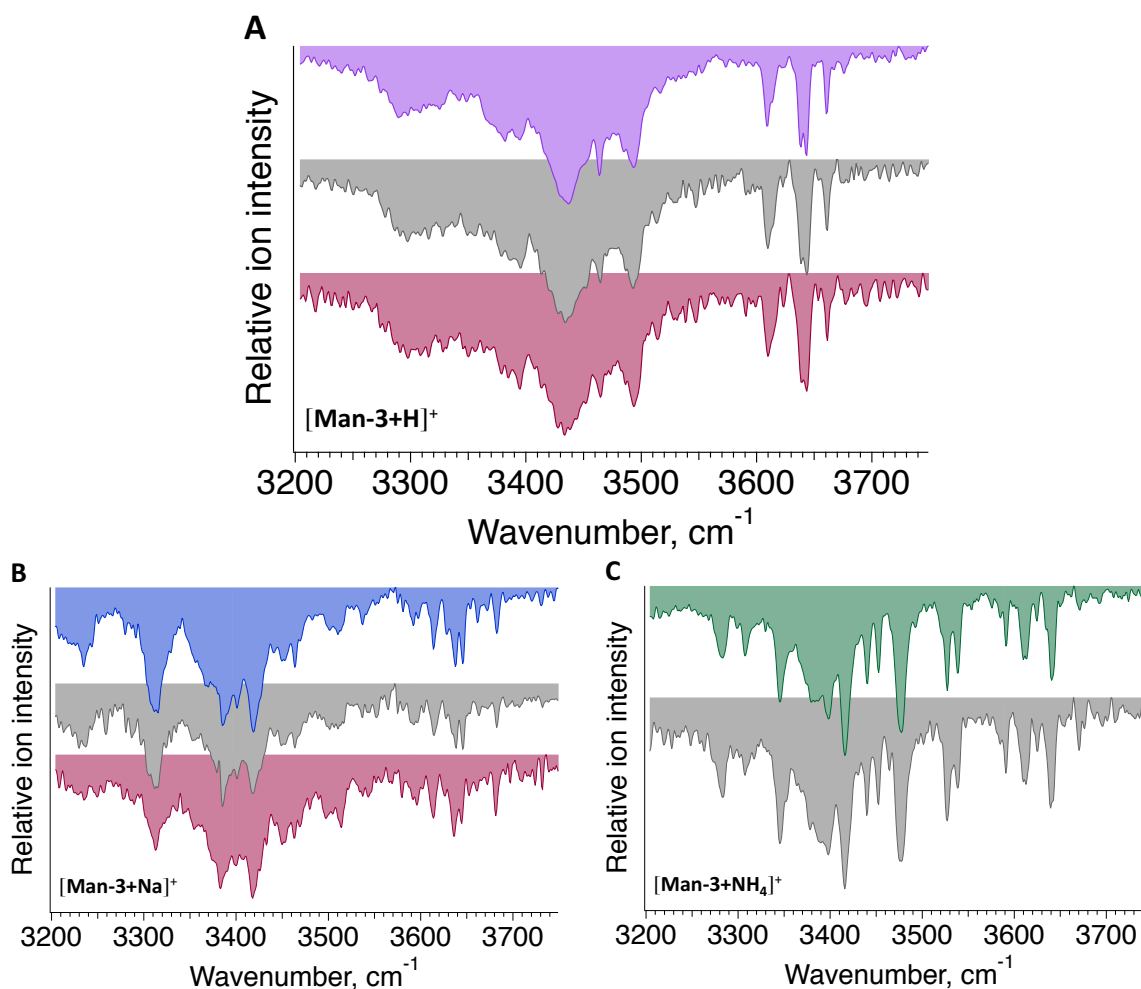 A
Relative ion intensity
[Man-3+H]⁺
3200 3300 3400 3500 3600 3700
Wavenumber, cm⁻¹
B
Relative ion intensity
[Man-3+Na]⁺
3200 3300 3400 3500 3600 3700
Wavenumber, cm⁻¹
C
Relative ion intensity
[Man-3+NH₄]⁺
3200 3300 3400 3500 3600 3700
Wavenumber, cm⁻¹